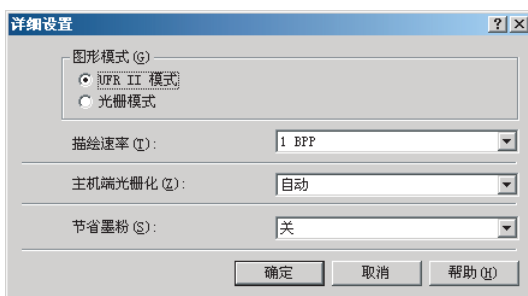 详细设置
图形模式(G)
UFR II 模式
光栅模式
描绘速率(T): 1 BPP
主机端光栅化(Z): 自动
节省墨粉(S): 关
确定 取消 帮助(H)